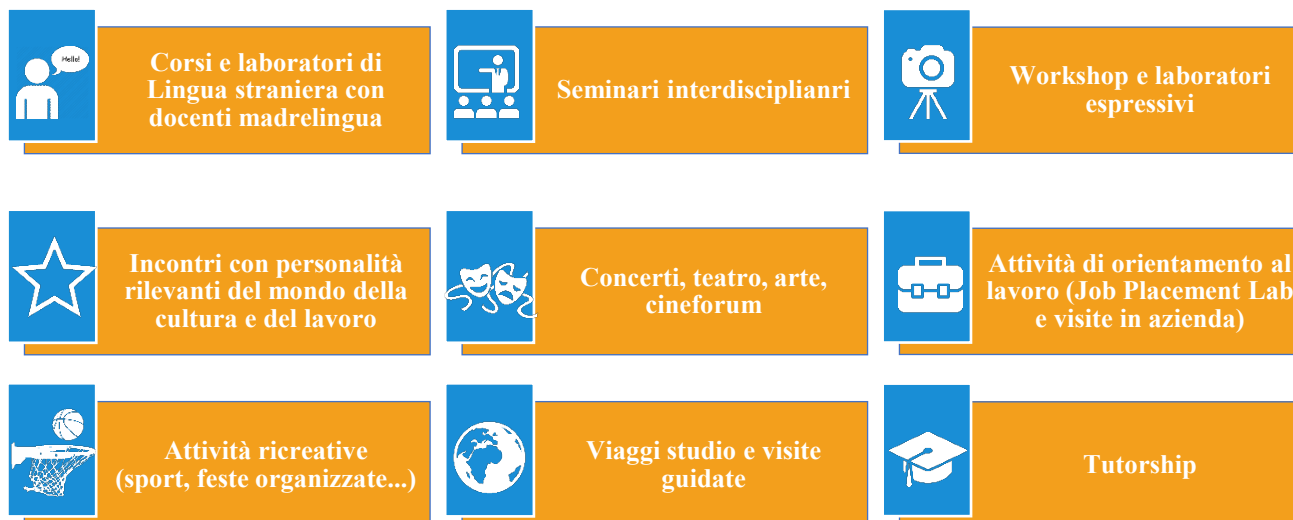 Hello!
Corsi e laboratori di
Lingua straniera con
docenti madrelingua
Seminari interdisciplianri
Workshop e laboratori
espressivi
Incontri con personalità
rilevanti del mondo della
cultura e del lavoro
Concerti, teatro, arte,
cineforum
Attività di orientamento al
lavoro (Job Placement Lab
e visite in azienda)
Attività ricreative
(sport, feste organizzate...)
Viaggi studio e visite
guidate
Tutorship